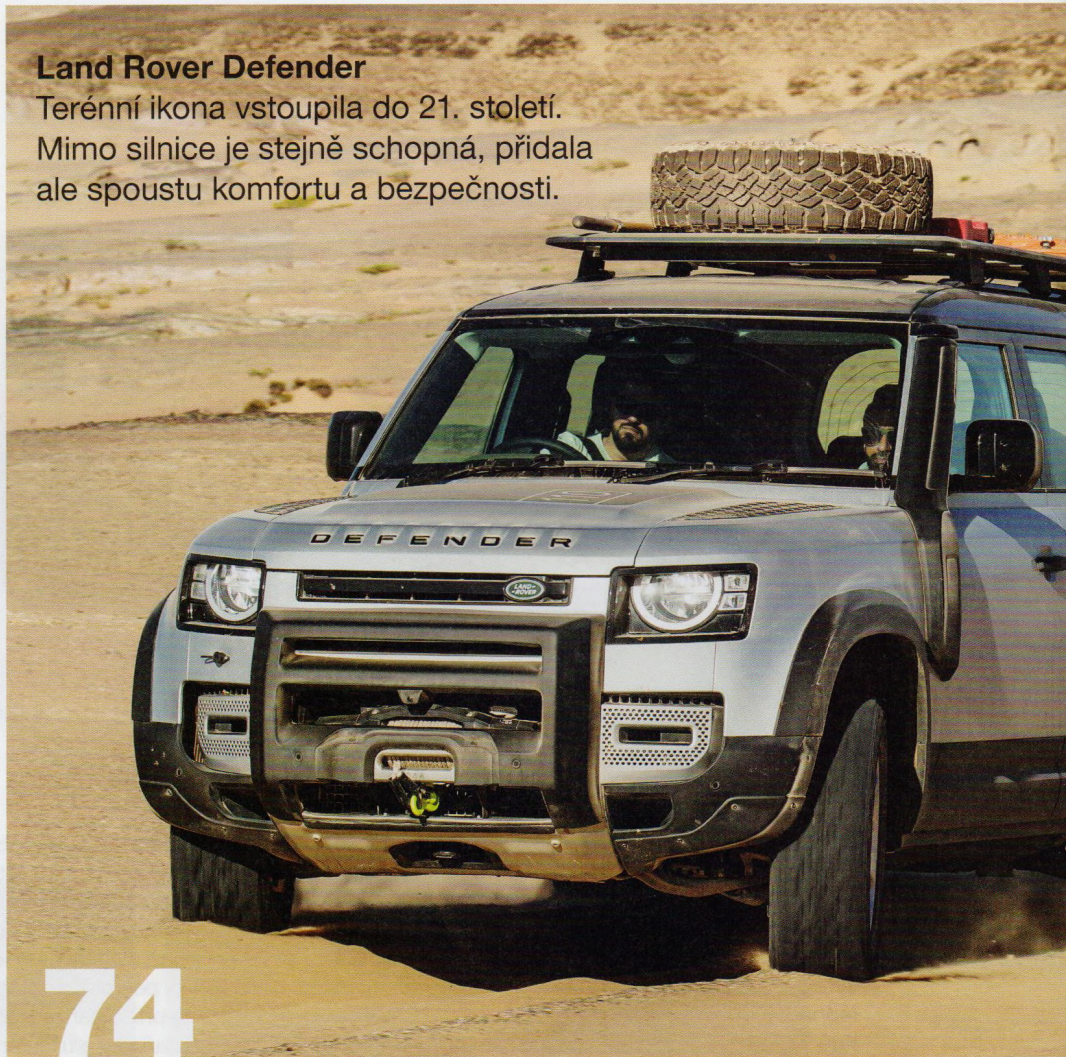 Land Rover Defender
Terénní ikona vstoupila do 21. století.
Mimo silnice je stejně schopná, přidala
ale spoustu komfortu a bezpečnosti.
DEFENDER
LAND-
-ROVER
74